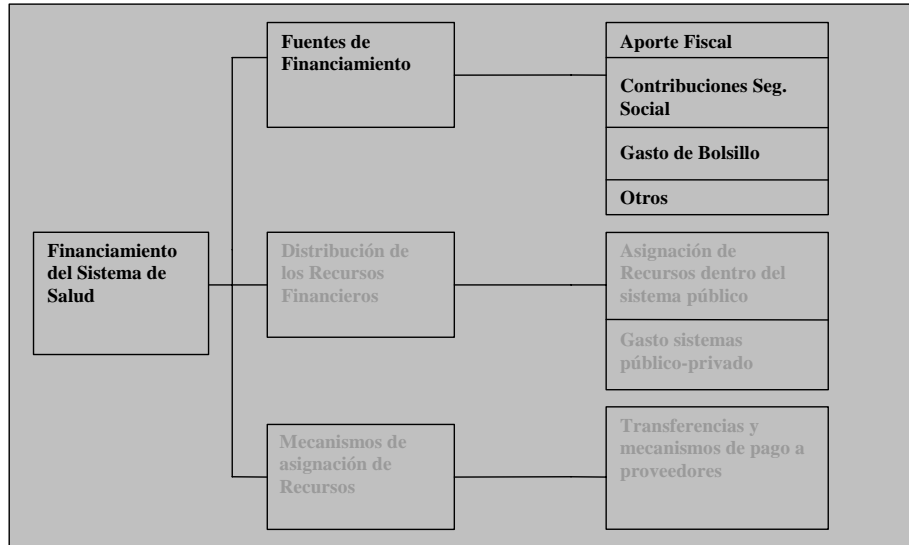 Fuentes de
Financiamiento
Aporte Fiscal
Contribuciones Seg.
Social
Gasto de Bolsillo
Otros
Financiamiento
del Sistema de
Salud
Distribución de
los Recursos
Financieros
Asignación de
Recursos dentro del
sistema público
Gasto sistemas
público-privado
Mecanismos de
asignación de
Recursos
Transferencias y
mecanismos de pago a
proveedores